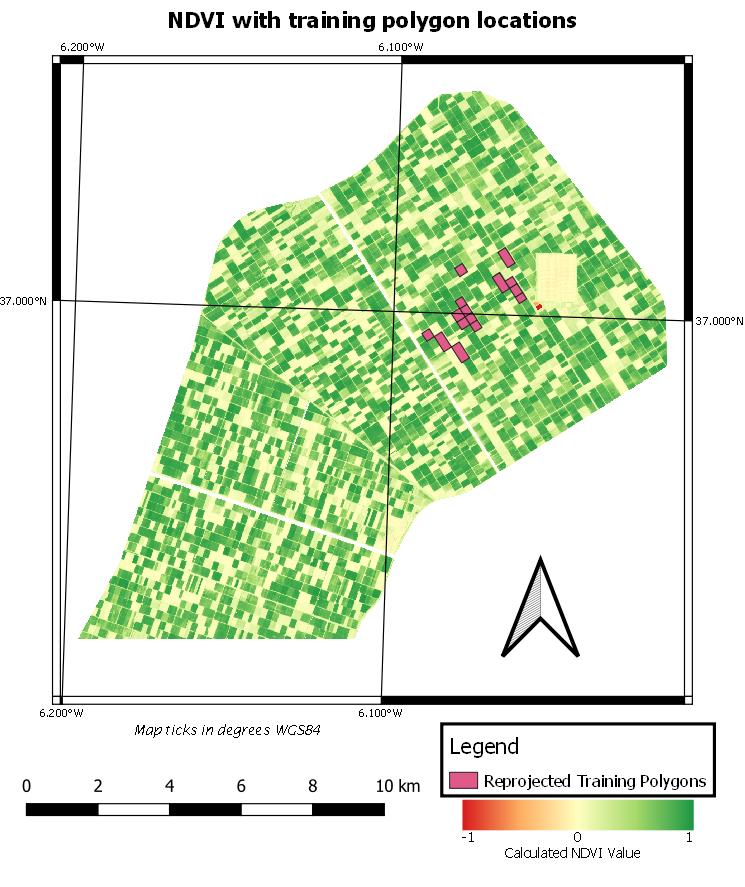 NDVI with training polygon locations
6.200°W 6.100°W
37.000°N
37.000°N
6.200°W 6.100°W
Map ticks in degrees WGS84
Legend
Reprojected Training Polygons
0 2 4 6 8 10 km
-1 0 1
Calculated NDVI Value